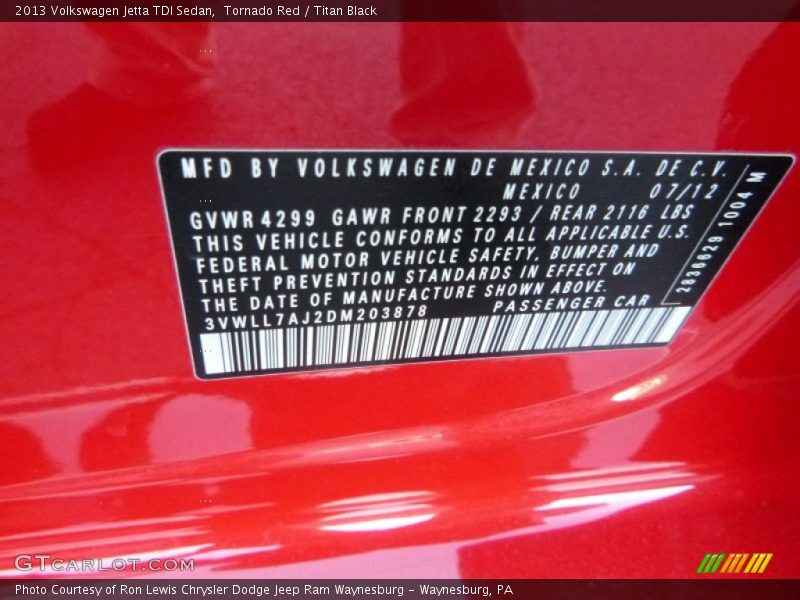 2013 Volkswagen Jetta TDI Sedan,  Tornado Red / Titan Black
MFD BY VOLKSWAGEN DE MEXICO S.A. DE C.V.
MEXICO 07/12
GVWR 4299 GAWR FRONT 2293 / REAR 2116 LBS
THIS VEHICLE CONFORMS TO ALL APPLICABLE U.S.
FEDERAL MOTOR VEHICLE SAFETY, BUMPER AND
THEFT PREVENTION STANDARDS IN EFFECT ON
THE DATE OF MANUFACTURE SHOWN ABOVE.
3VWLL7AJ2DM203878 PASSENGER CAR
2836629 1004 M
GTCARLOT.COM
Photo Courtesy of Ron Lewis Chrysler Dodge Jeep Ram Waynesburg - Waynesburg, PA